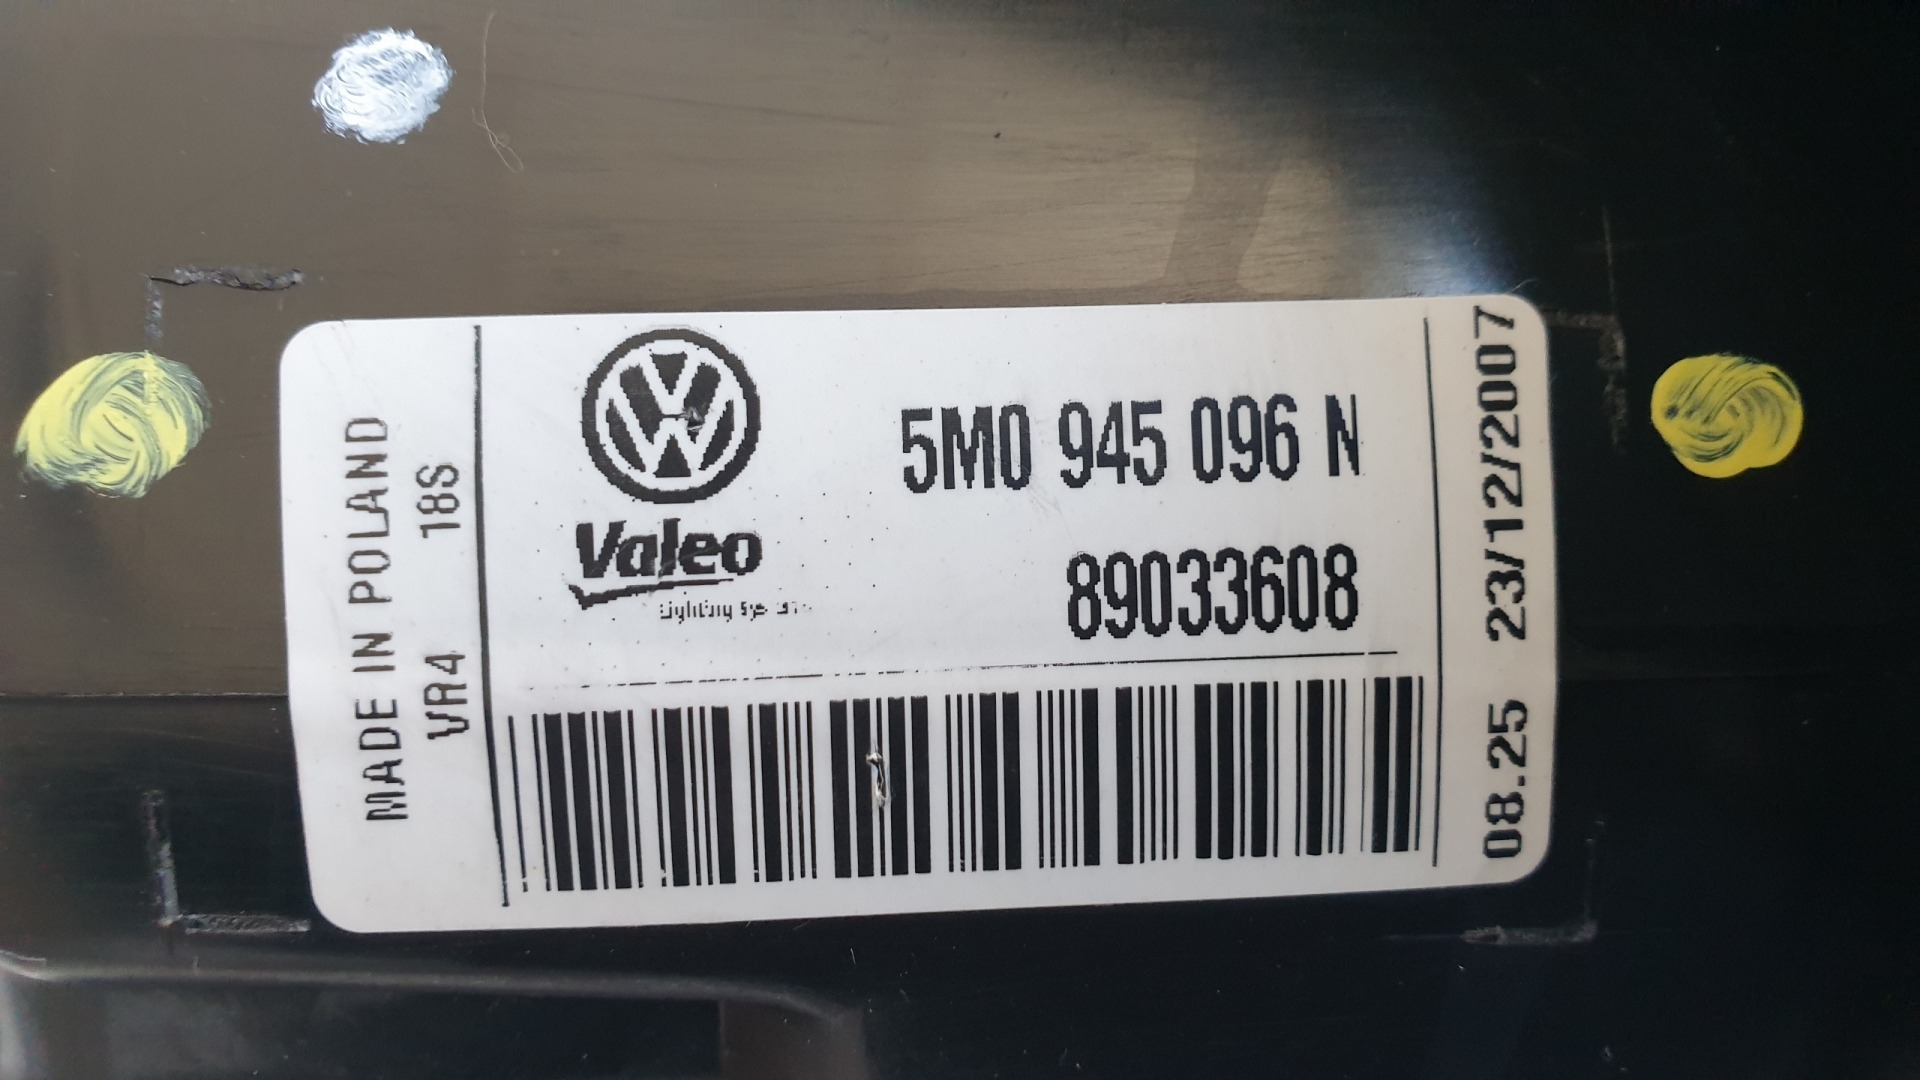 MADE IN POLAND
VR4 18S
Valeo
5M0 945 096 N
89033608
08.25 23/12/2007